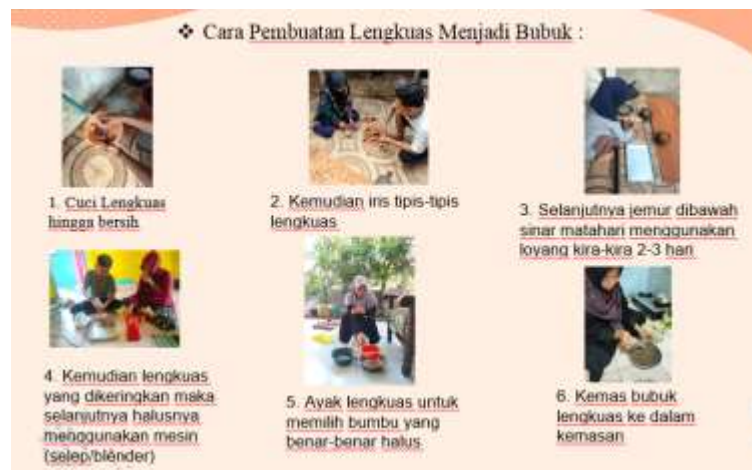 ❖ Cara Pembuatan Lengkuas Menjadi Bubuk :
1. Cuci Lengkuas
hingga bersih
2. Kemudian iris tipis-tipis
lengkuas
3. Selanjutnya jemur dibawah
sinar matahari menggunakan
loyang kira-kira 2-3 hari
4. Kemudian lengkuas
yang dikeringkan maka
selanjutnya halusnya
menggunakan mesin
(selep/blender)
5. Ayak lengkuas untuk
memilih bumbu yang
benar-benar halus
6. Kemas bubuk
lengkuas ke dalam
kemasan